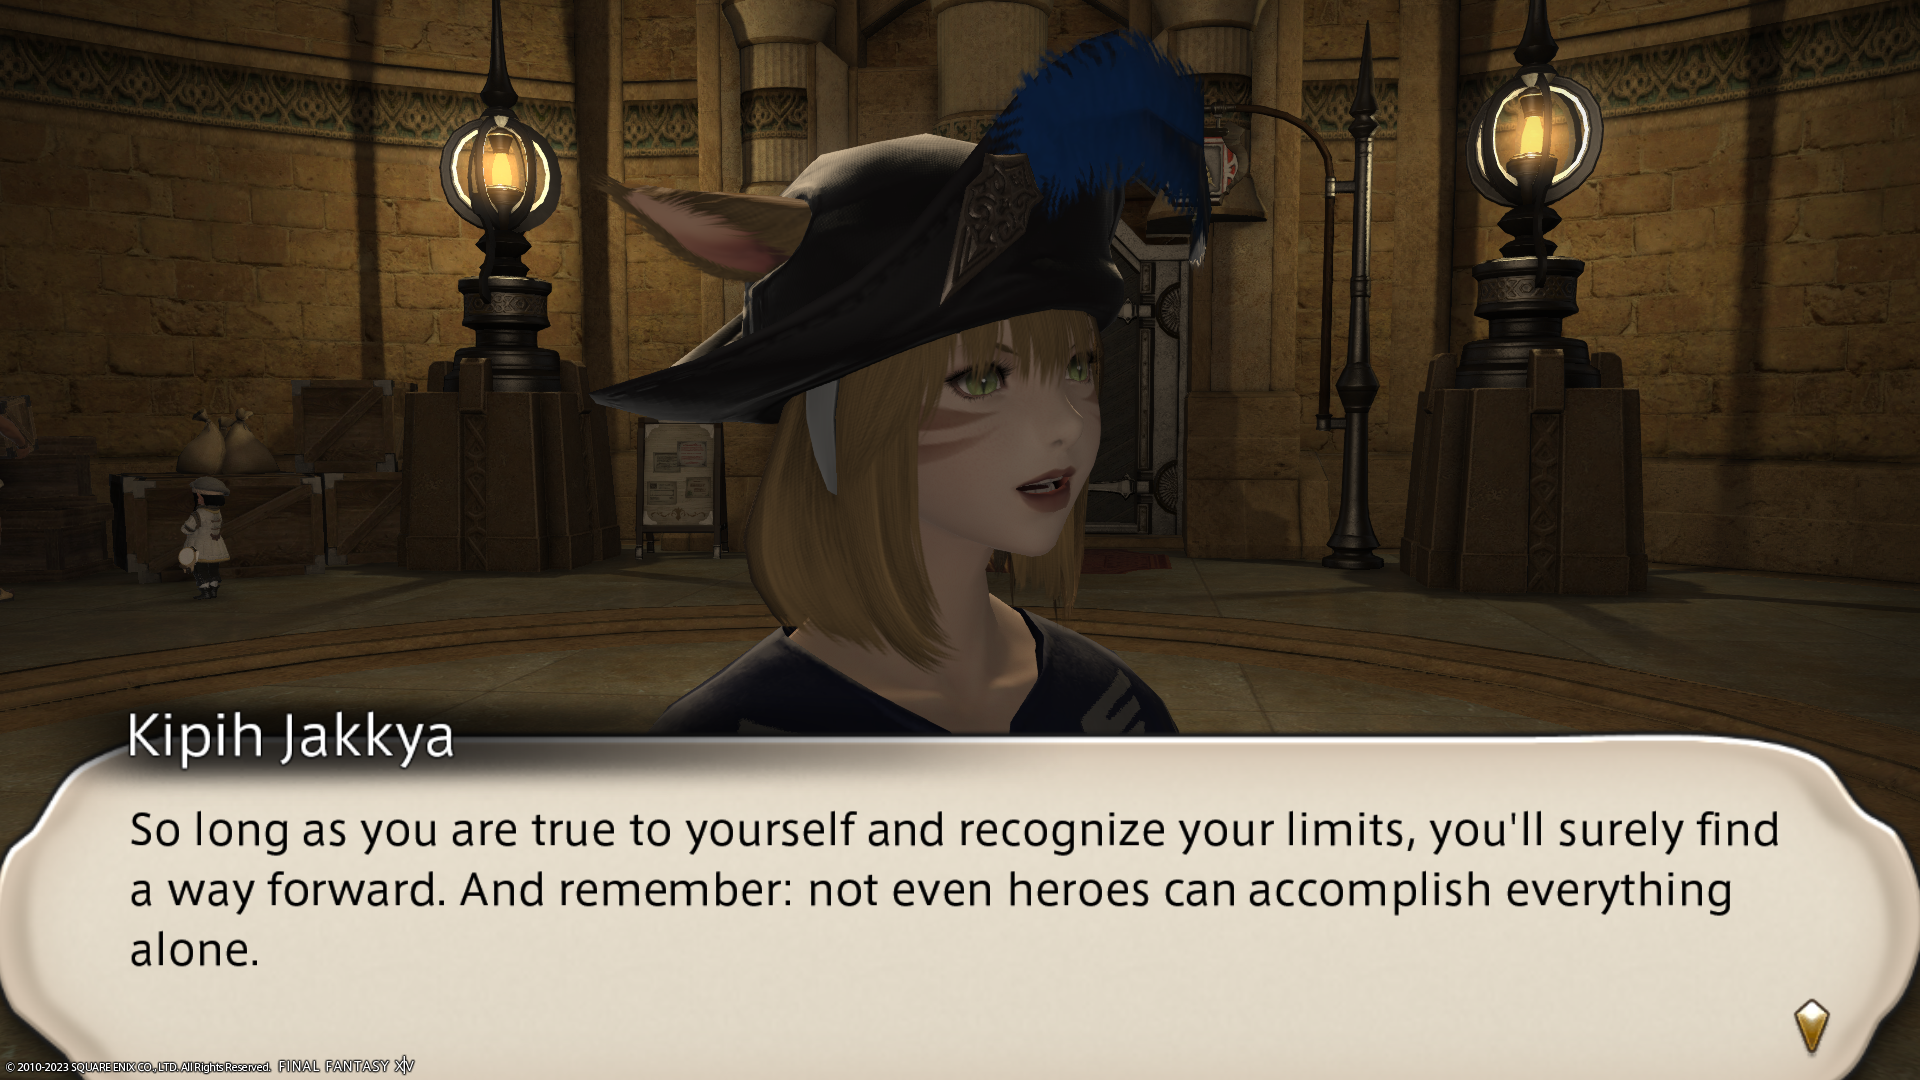 Kipih Jakkya
So long as you are true to yourself and recognize your limits, you'll surely find
a way forward. And remember: not even heroes can accomplish everything
alone.
© 2010-2023 SQUARE ENIX CO., LTD. All Rights Reserved. FINAL FANTASY XIV